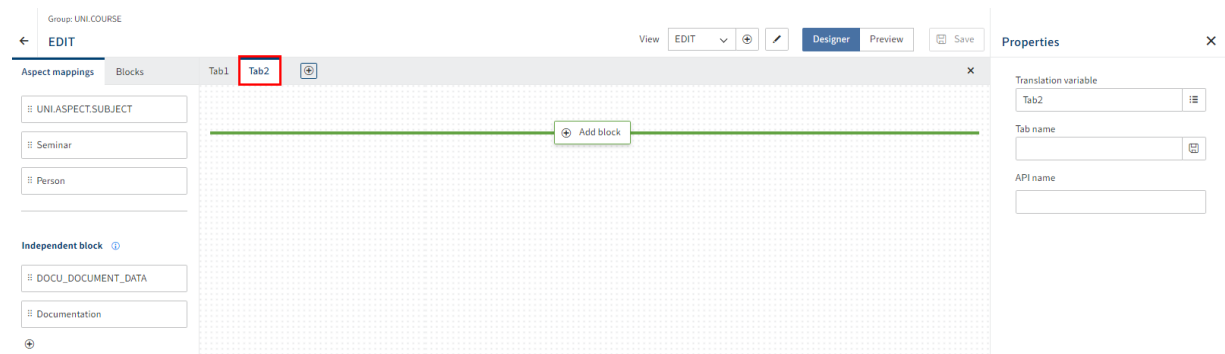 Group: UNI.COURSE
EDIT
View EDIT Designer Preview Save
Aspect mappings Blocks
Tab1 Tab2
UNI.ASPECT.SUBJECT
Seminar
Person
Independent block
DOCU_DOCUMENT_DATA
Documentation
Add block
Properties
Translation variable
Tab2
Tab name
API name